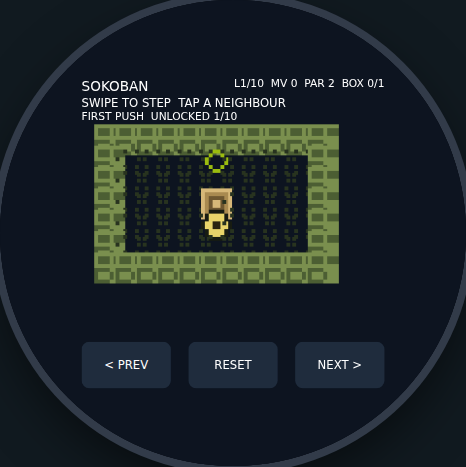 SOKOBAN
L1/10 MV 0 PAR 2 BOX 0/1
SWIPE TO STEP TAP A NEIGHBOUR
FIRST PUSH UNLOCKED 1/10
< PREV
RESET
NEXT >